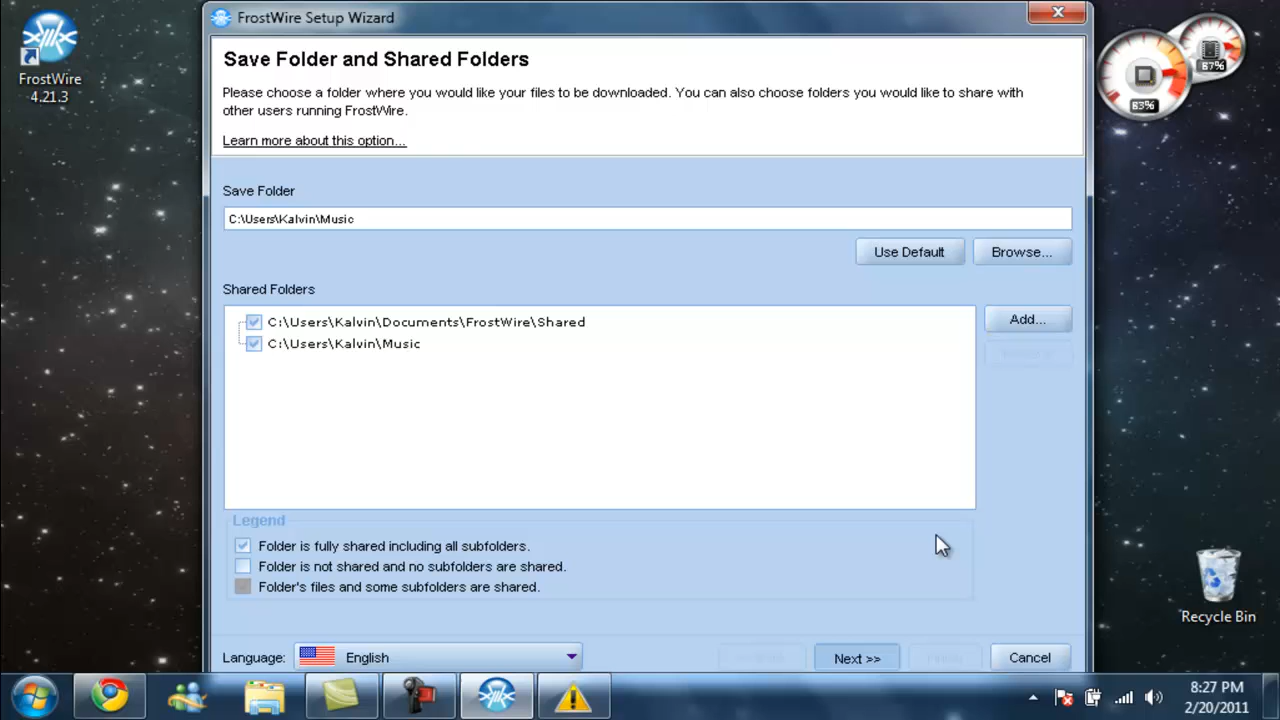 FrostWire Setup Wizard
FrostWire
4.21.3
Save Folder and Shared Folders
Please choose a folder where you would like your files to be downloaded. You can also choose folders you would like to share with
other users running FrostWire.
Learn more about this option...
83%
87%
Save Folder
C:\Users\Kalvin\Music
Use Default
Browse...
Shared Folders
C:\Users\Kalvin\Documents\FrostWire\Shared
C:\Users\Kalvin\Music
Add...
Legend
Folder is fully shared including all subfolders.
Folder is not shared and no subfolders are shared.
Folder's files and some subfolders are shared.
Recycle Bin
Language:
English
Next >>
Cancel
8:27 PM
2/20/2011